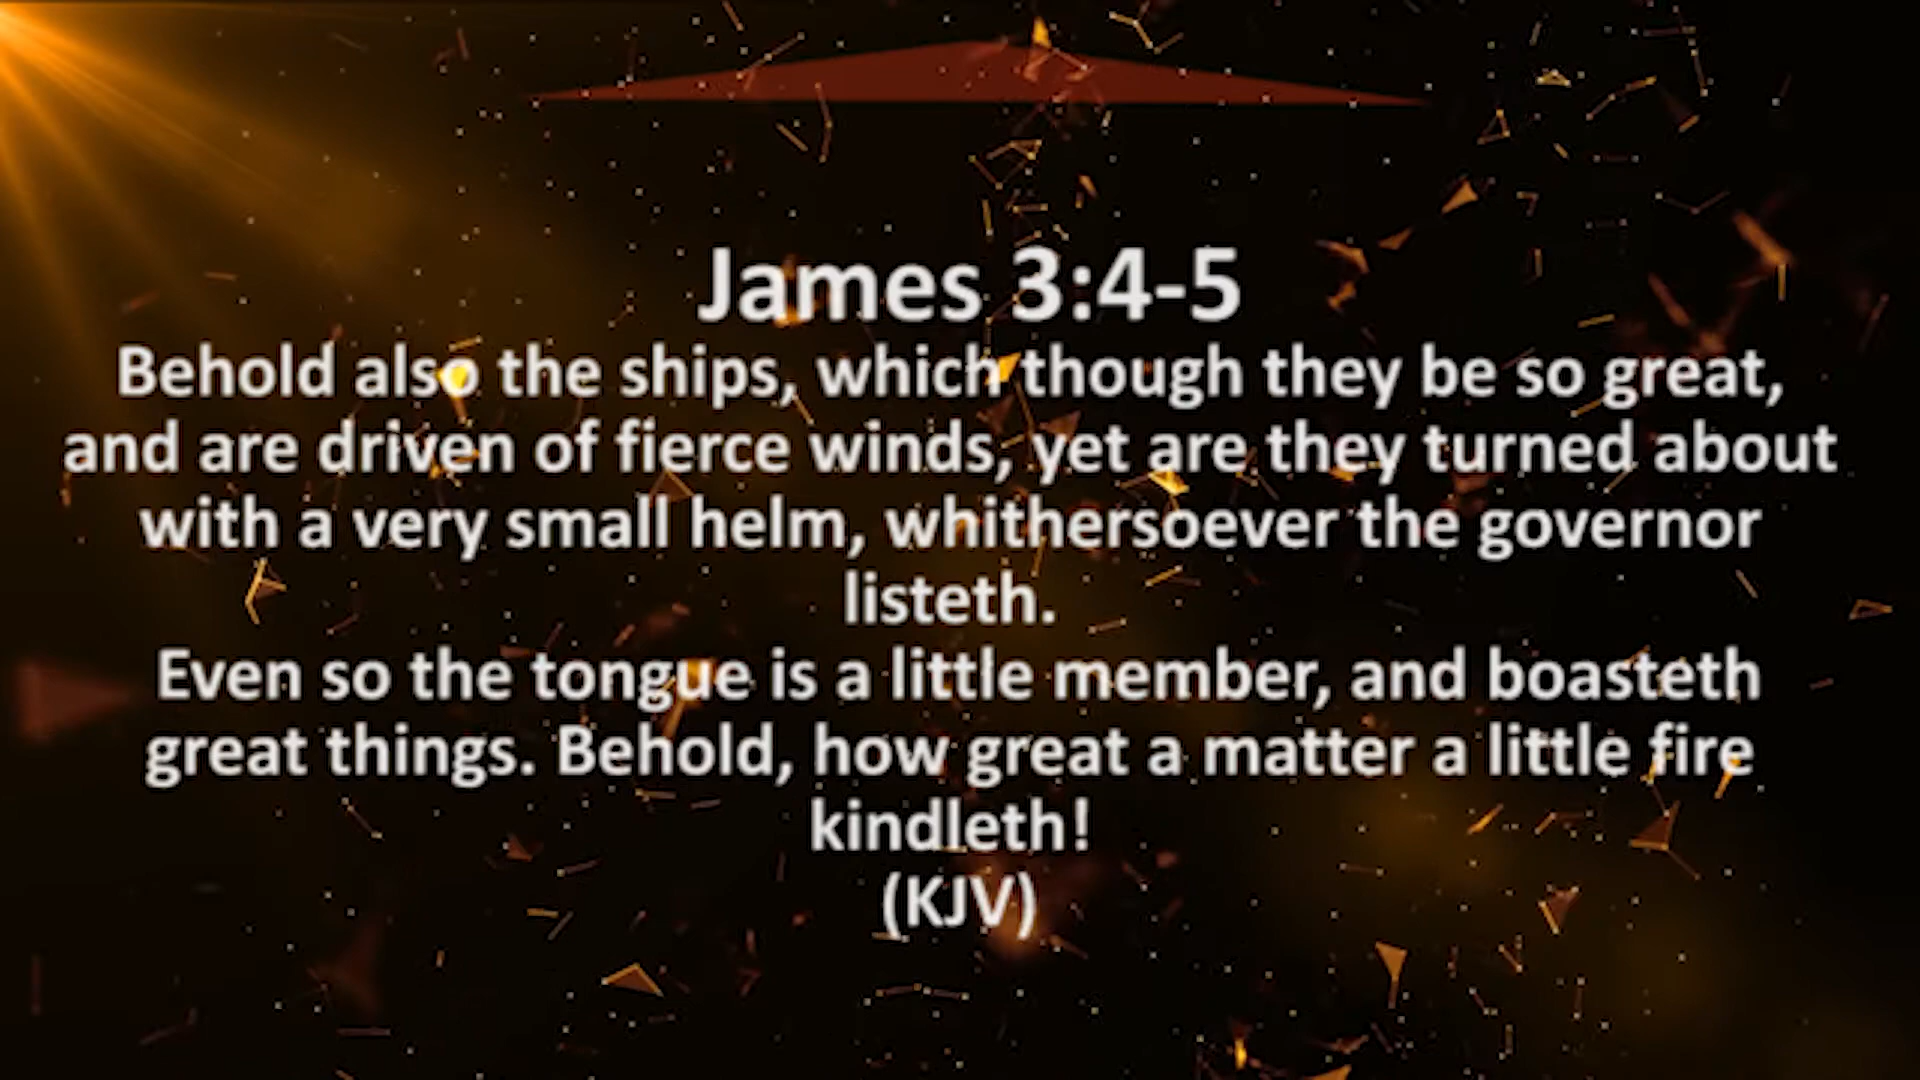 James 3:4-5
Behold also the ships, which though they be so great,
and are driven of fierce winds, yet are they turned about
with a very small helm, whithersoever the governor
listeth.
Even so the tongue is a little member, and boasteth
great things. Behold, how great a matter a little fire
kindleth!
(KJV)